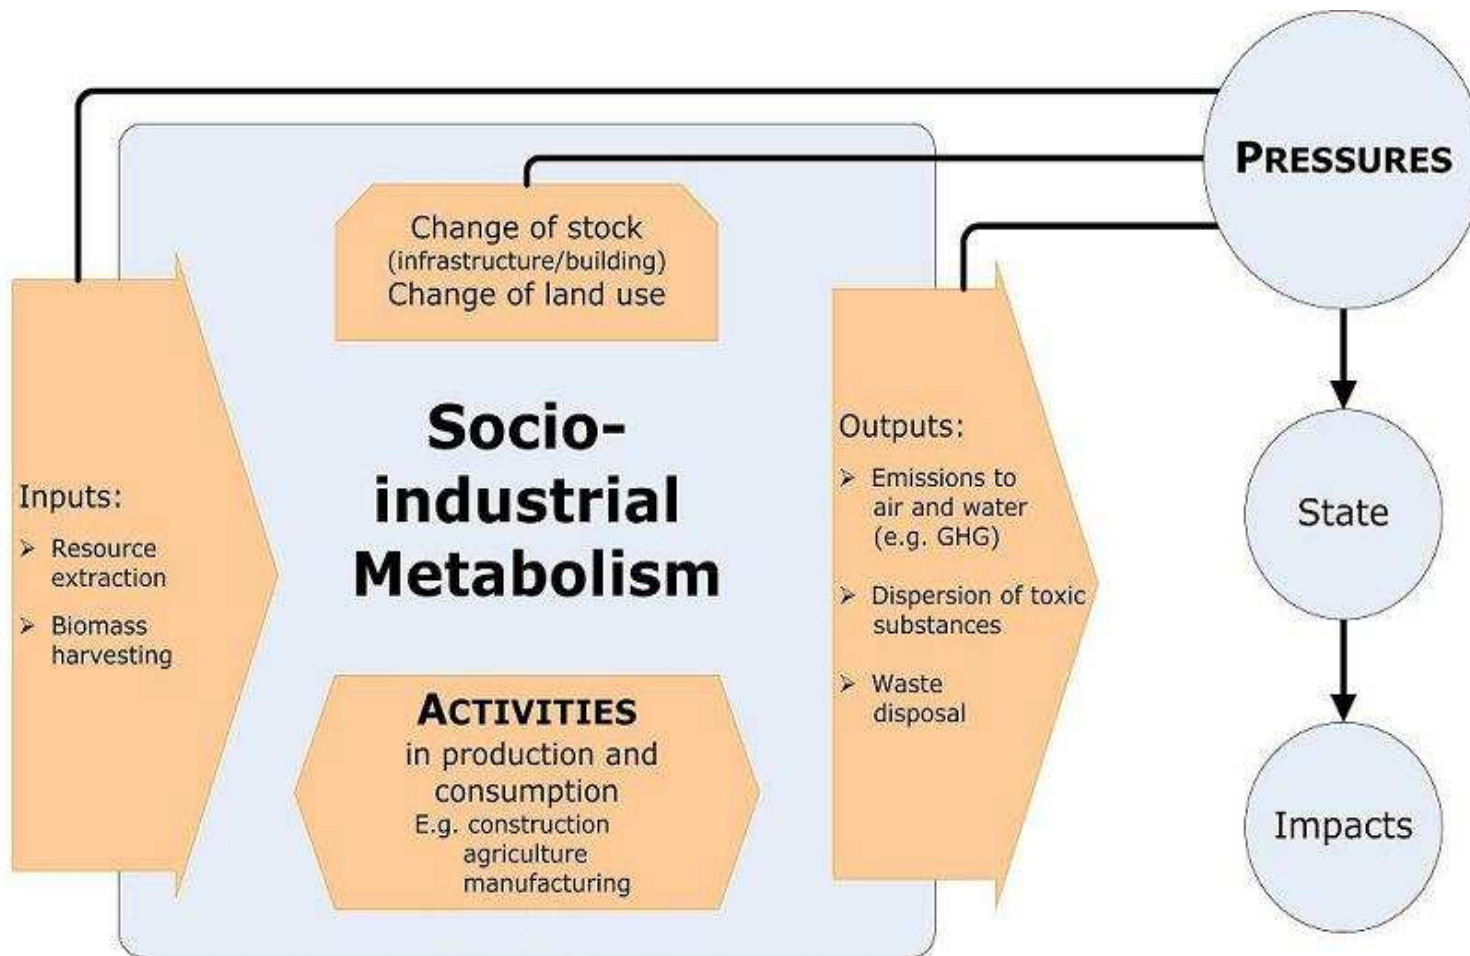 PRESSURES
Change of stock
(infrastructure/building)
Change of land use
Socio-
industrial
Metabolism
Inputs:
➢ Resource
extraction
➢ Biomass
harvesting
ACTIVITIES
in production and
consumption
E.g. construction
agriculture
manufacturing
Outputs:
➢ Emissions to
air and water
(e.g. GHG)
➢ Dispersion of toxic
substances
➢ Waste
disposal
State
Impacts